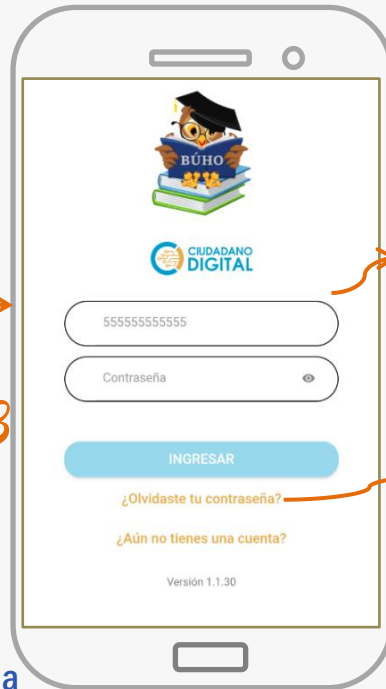 BÚHO
CIUDADANO
DIGITAL
555555555555
Contraseña
INGRESAR
¿Olvidaste tu contraseña?
¿Aún no tienes una cuenta?
Versión 1.1.30
a